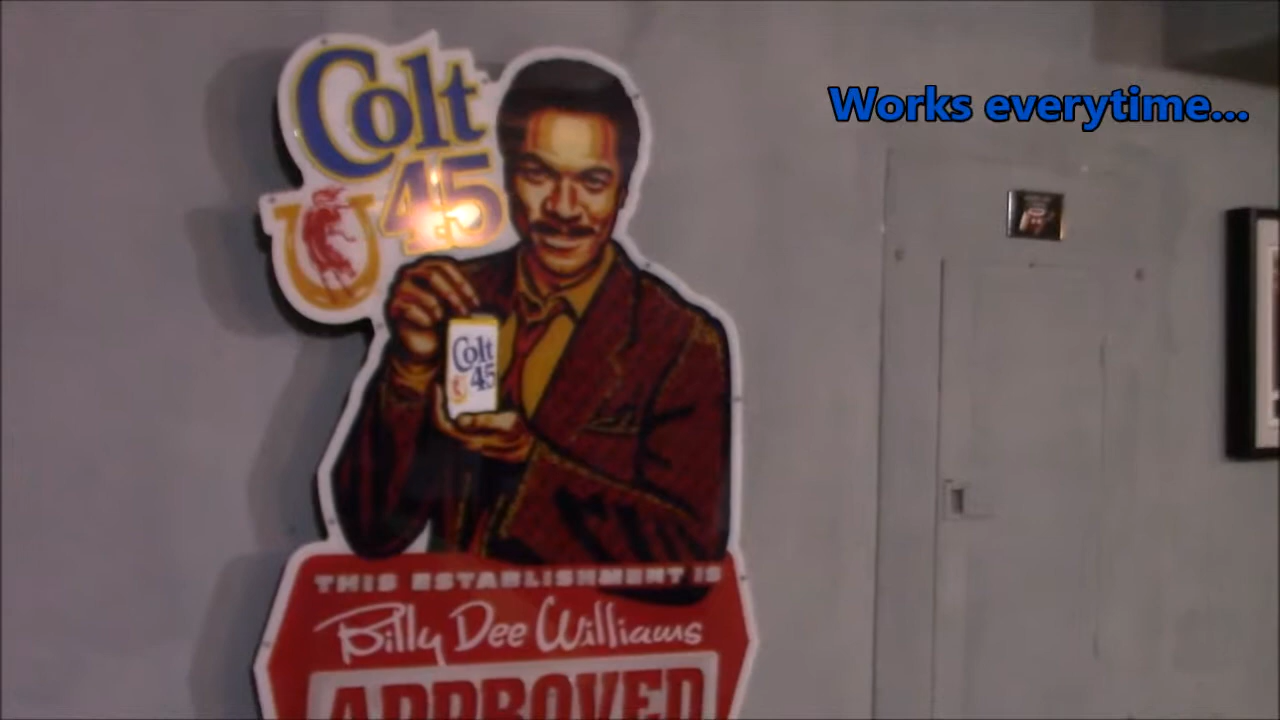 Colt
45
Works everytime...
Colt
45
THIS ESTABLISHMENT IS
Billy Dee Williams
APPROVED